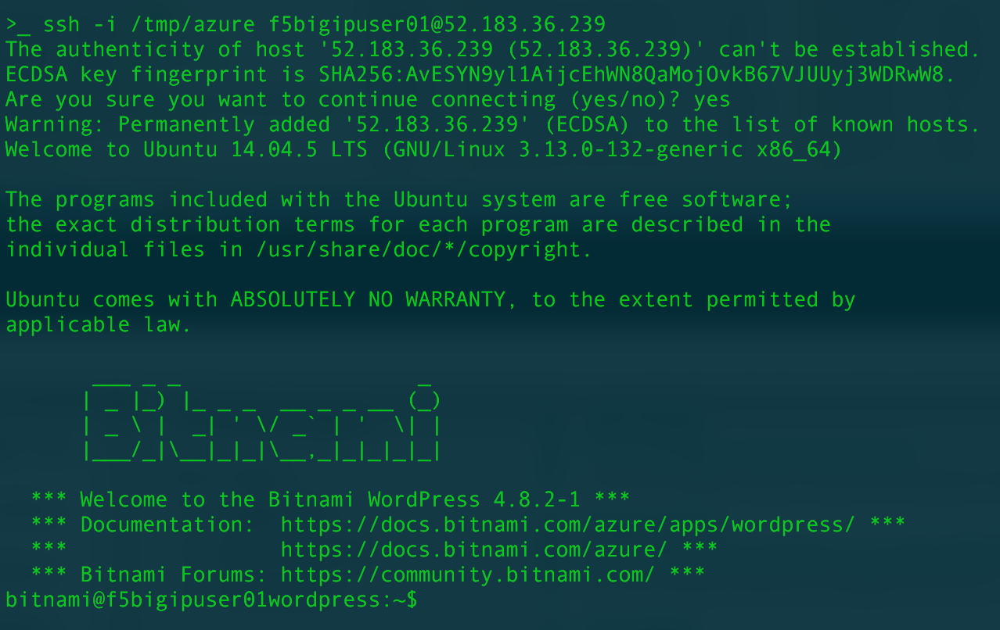 >_ ssh -i /tmp/azure f5bigipuser01@52.183.36.239
The authenticity of host '52.183.36.239 (52.183.36.239)' can't be established.
ECDSA key fingerprint is SHA256:AvESYN9yl1AijcEhWN8QaMojOvkB67VJUUyj3WDRwW8.
Are you sure you want to continue connecting (yes/no)? yes
Warning: Permanently added '52.183.36.239' (ECDSA) to the list of known hosts.
Welcome to Ubuntu 14.04.5 LTS (GNU/Linux 3.13.0-132-generic x86_64)
The programs included with the Ubuntu system are free software;
the exact distribution terms for each program are described in the
individual files in /usr/share/doc/*/copyright.
Ubuntu comes with ABSOLUTELY NO WARRANTY, to the extent permitted by
applicable law.
Bitnami
*** Welcome to the Bitnami WordPress 4.8.2-1 ***
*** Documentation:  https://docs.bitnami.com/azure/apps/wordpress/ ***
***                 https://docs.bitnami.com/azure/ ***
*** Bitnami Forums: https://community.bitnami.com/ ***
bitnami@f5bigipuser01wordpress:~$